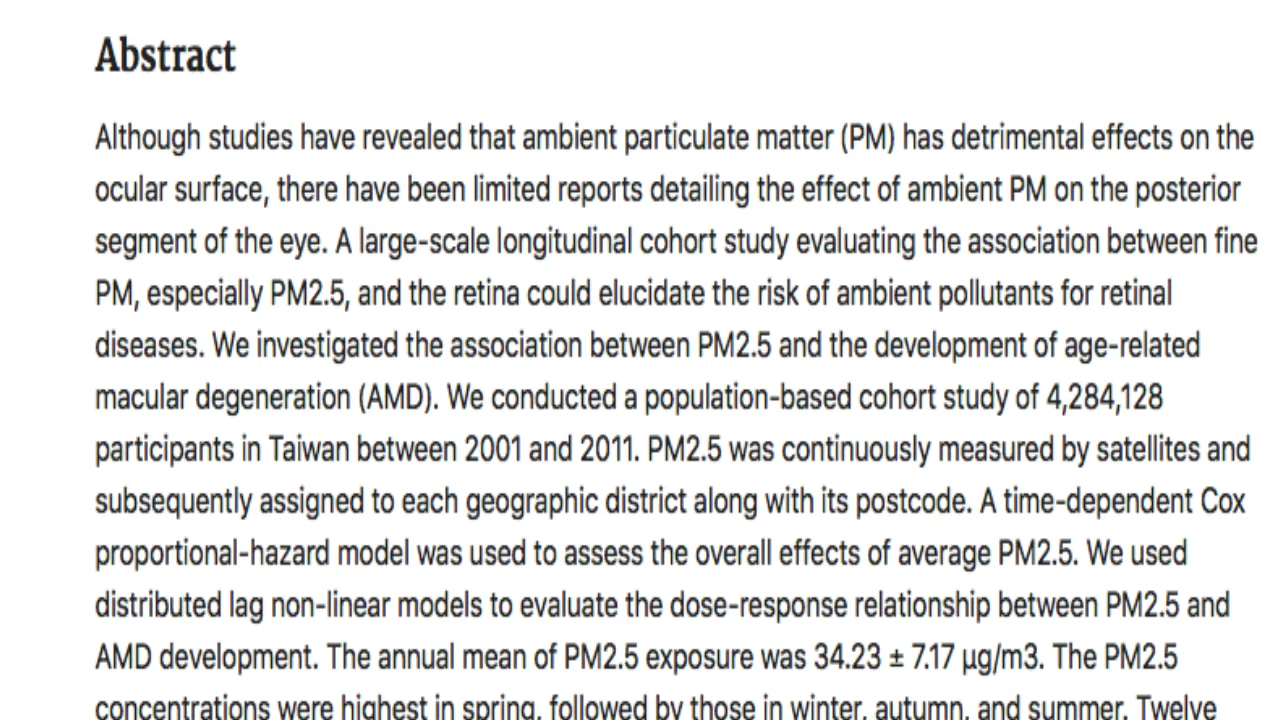 Abstract
Although studies have revealed that ambient particulate matter (PM) has detrimental effects on the
ocular surface, there have been limited reports detailing the effect of ambient PM on the posterior
segment of the eye. A large-scale longitudinal cohort study evaluating the association between fine
PM, especially PM2.5, and the retina could elucidate the risk of ambient pollutants for retinal
diseases. We investigated the association between PM2.5 and the development of age-related
macular degeneration (AMD). We conducted a population-based cohort study of 4,284,128
participants in Taiwan between 2001 and 2011. PM2.5 was continuously measured by satellites and
subsequently assigned to each geographic district along with its postcode. A time-dependent Cox
proportional-hazard model was used to assess the overall effects of average PM2.5. We used
distributed lag non-linear models to evaluate the dose-response relationship between PM2.5 and
AMD development. The annual mean of PM2.5 exposure was 34.23 ± 7.17 μg/m3. The PM2.5
concentrations were highest in spring, followed by those in winter, autumn, and summer. Twelve